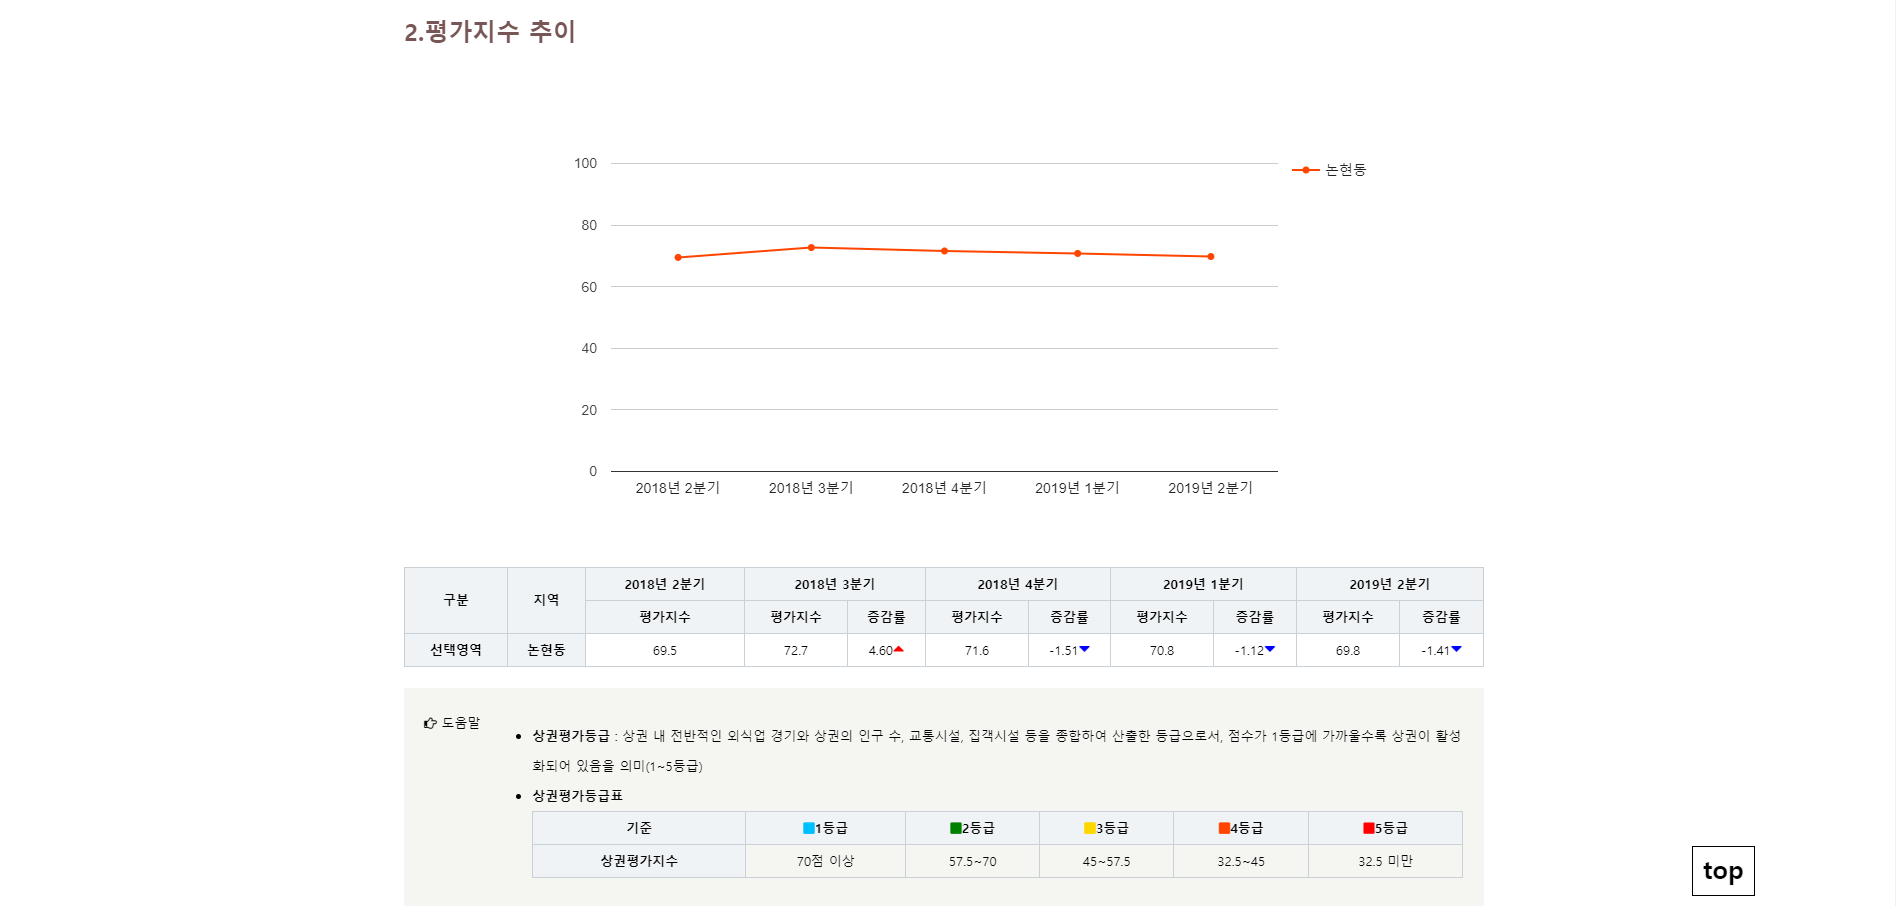 2.평가지수 추이
100
80
60
40
20
0
논현동
2018년 2분기 2018년 3분기 2018년 4분기 2019년 1분기 2019년 2분기
구분 지역 2018년 2분기 2018년 3분기 2018년 4분기 2019년 1분기 2019년 2분기
평가지수 평가지수 증감률 평가지수 증감률 평가지수 증감률 평가지수 증감률
선택영역 논현동 69.5 72.7 4.60 71.6 -1.51 70.8 -1.12 69.8 -1.41
도움말
상권평가등급 : 상권 내 전반적인 외식업 경기와 상권의 인구 수, 교통시설, 집객시설 등을 종합하여 산출한 등급으로서, 점수가 1등급에 가까울수록 상권이 활성
화되어 있음을 의미(1~5등급)
상권평가등급표
기준 1등급 2등급 3등급 4등급 5등급
상권평가지수 70점 이상 57.5~70 45~57.5 32.5~45 32.5 미만
top